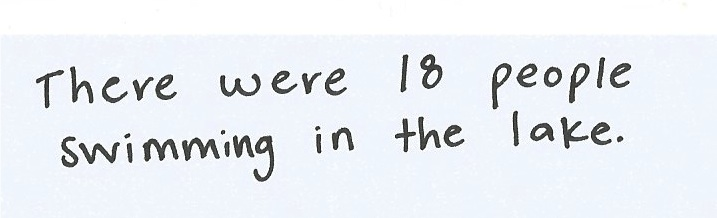 There were 18 people
swimming in the lake.